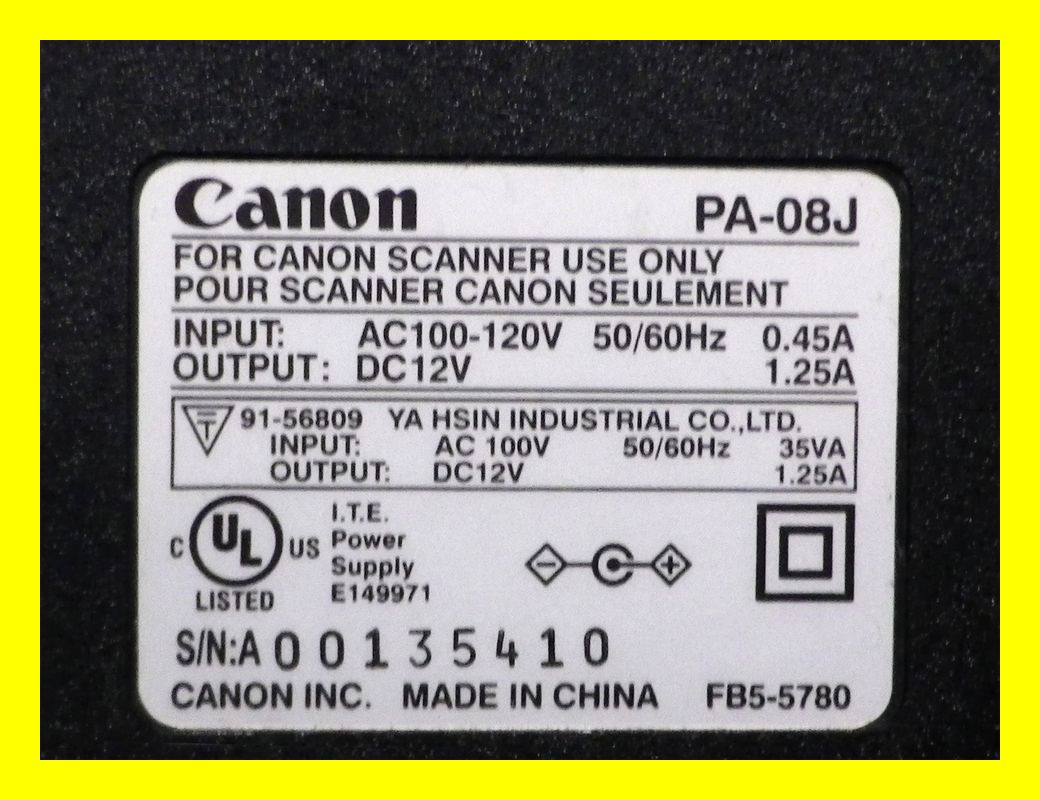 Canon PA-08J
FOR CANON SCANNER USE ONLY
POUR SCANNER CANON SEULEMENT
INPUT: AC100-120V 50/60Hz 0.45A
OUTPUT: DC12V 1.25A
T 91-56809 YA HSIN INDUSTRIAL CO.,LTD.
INPUT: AC 100V 50/60Hz 35VA
OUTPUT: DC12V 1.25A
C UL US
LISTED
I.T.E.
Power
Supply
E149971
S/N:A 00135410
CANON INC. MADE IN CHINA FB5-5780